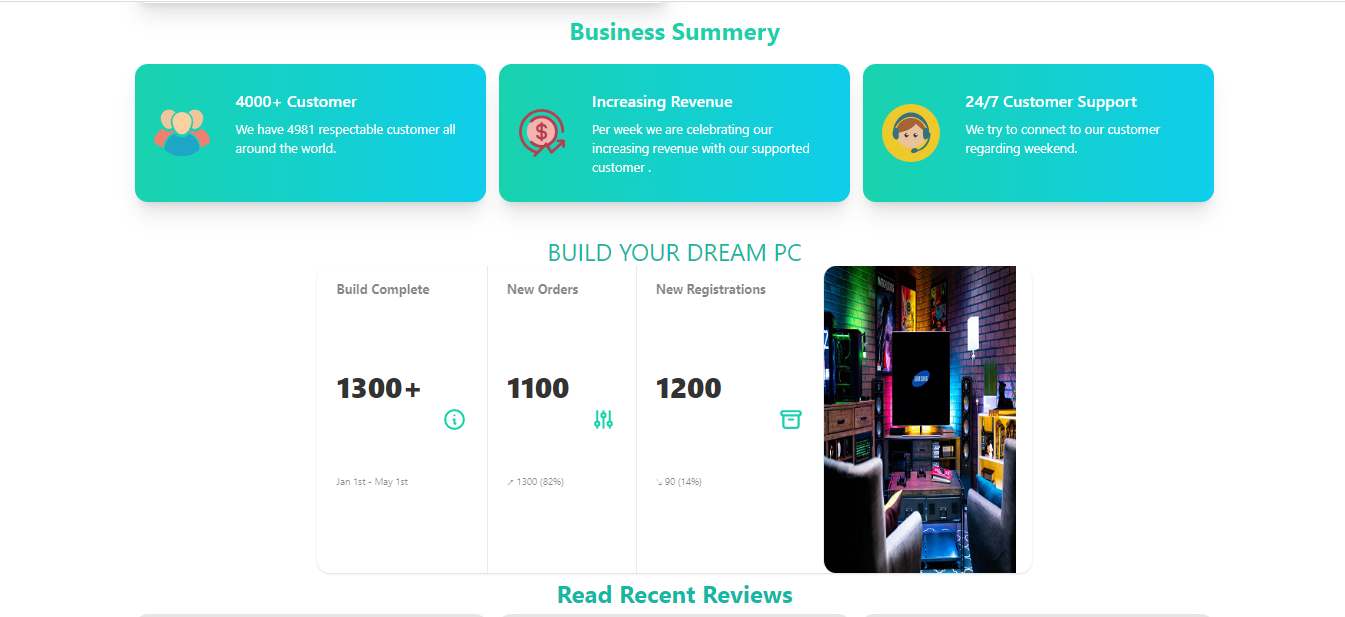 Business Summery
4000+ Customer
We have 4981 respectable customer all
around the world.
Increasing Revenue
Per week we are celebrating our
increasing revenue with our supported
customer .
24/7 Customer Support
We try to connect to our customer
regarding weekend.
BUILD YOUR DREAM PC
Build Complete
1300+
Jan 1st - May 1st
New Orders
1100
↗︎ 1300 (82%)
New Registrations
1200
↘︎ 90 (14%)
Read Recent Reviews